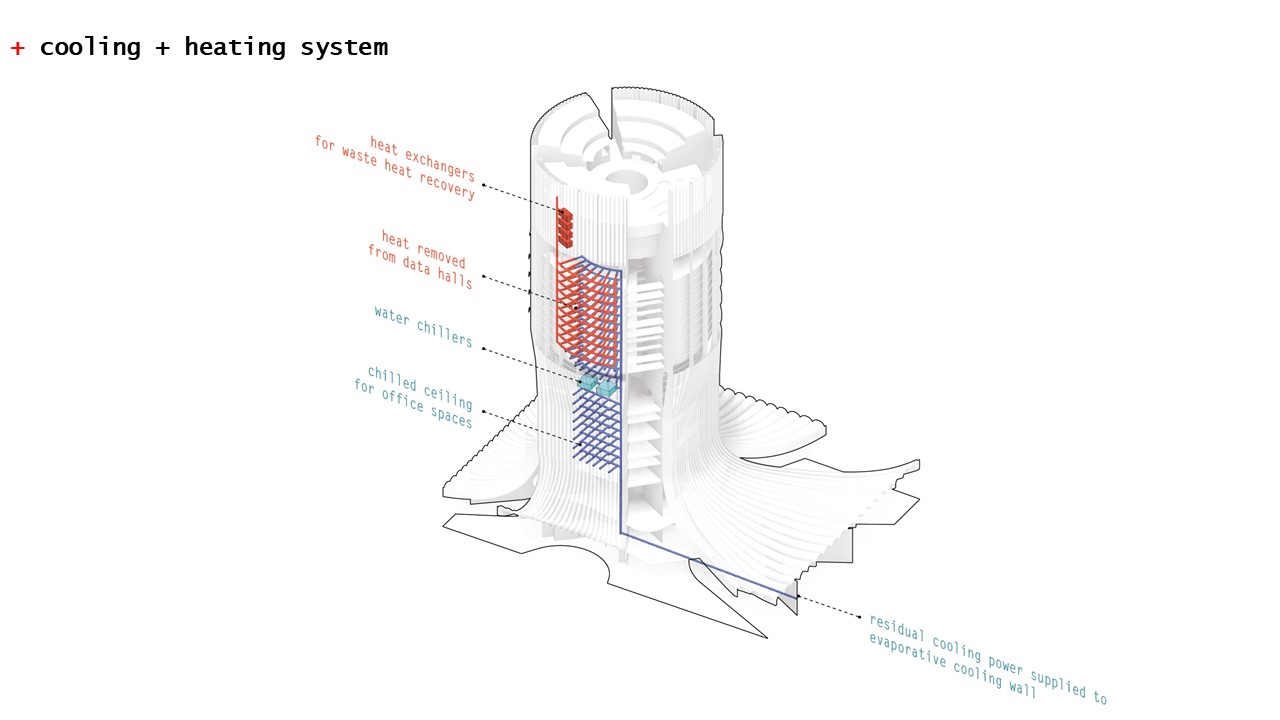 + cooling + heating system
heat exchangers
for waste heat recovery
heat removed
from data halls
water chillers
chilled ceiling
for office spaces
residual cooling power supplied to
evaporative cooling wall